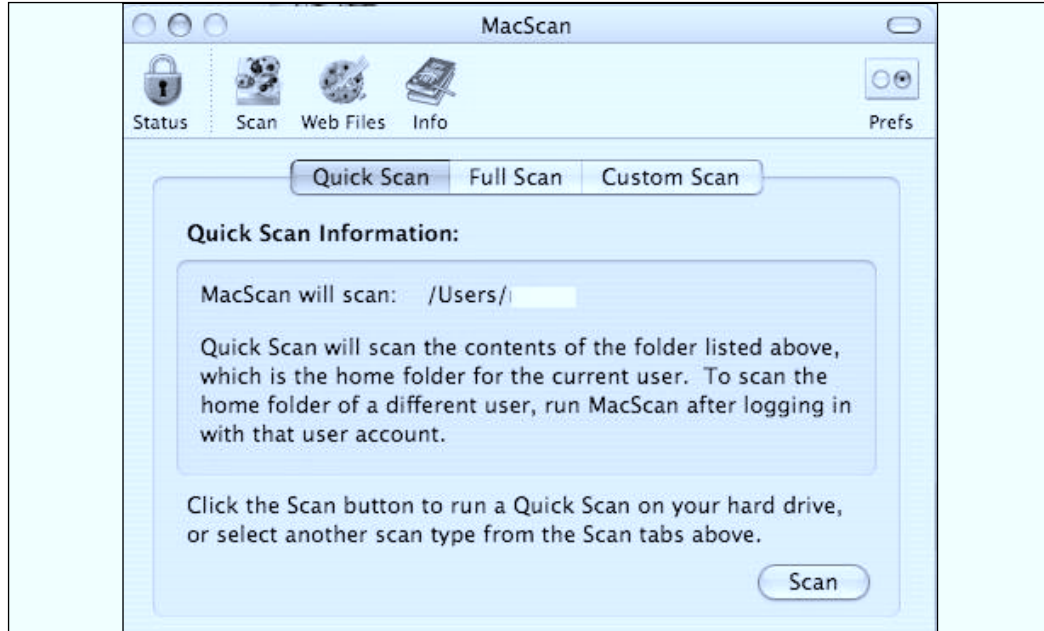 MacScan
Status Scan Web Files Info Prefs
Quick Scan Full Scan Custom Scan
Quick Scan Information:
MacScan will scan: /Users/
Quick Scan will scan the contents of the folder listed above,
which is the home folder for the current user. To scan the
home folder of a different user, run MacScan after logging in
with that user account.
Click the Scan button to run a Quick Scan on your hard drive,
or select another scan type from the Scan tabs above.
Scan